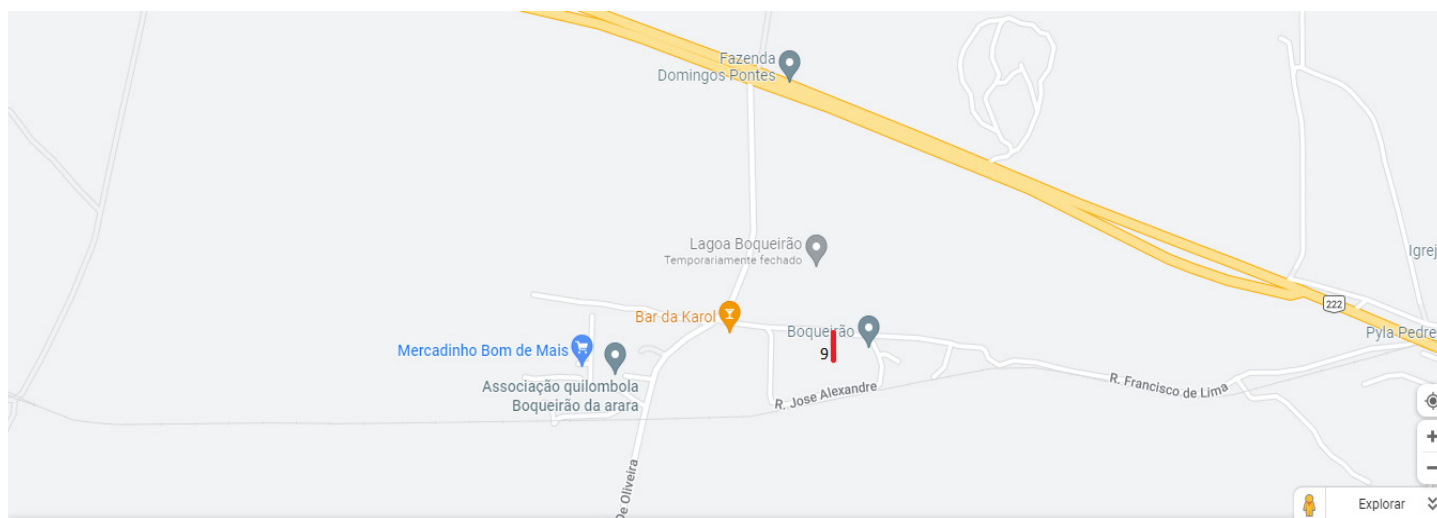 Fazenda
Domingos Pontes
Lagoa Boqueirão
Temporariamente fechado
Igrej
222
Bar da Karol
Boqueirão
Pyla Pedre
Mercadinho Bom de Mais
9
Associação quilombola
Boqueirão da arara
R. Jose Alexandre
R. Francisco de Lima
De Oliveira
Explorar